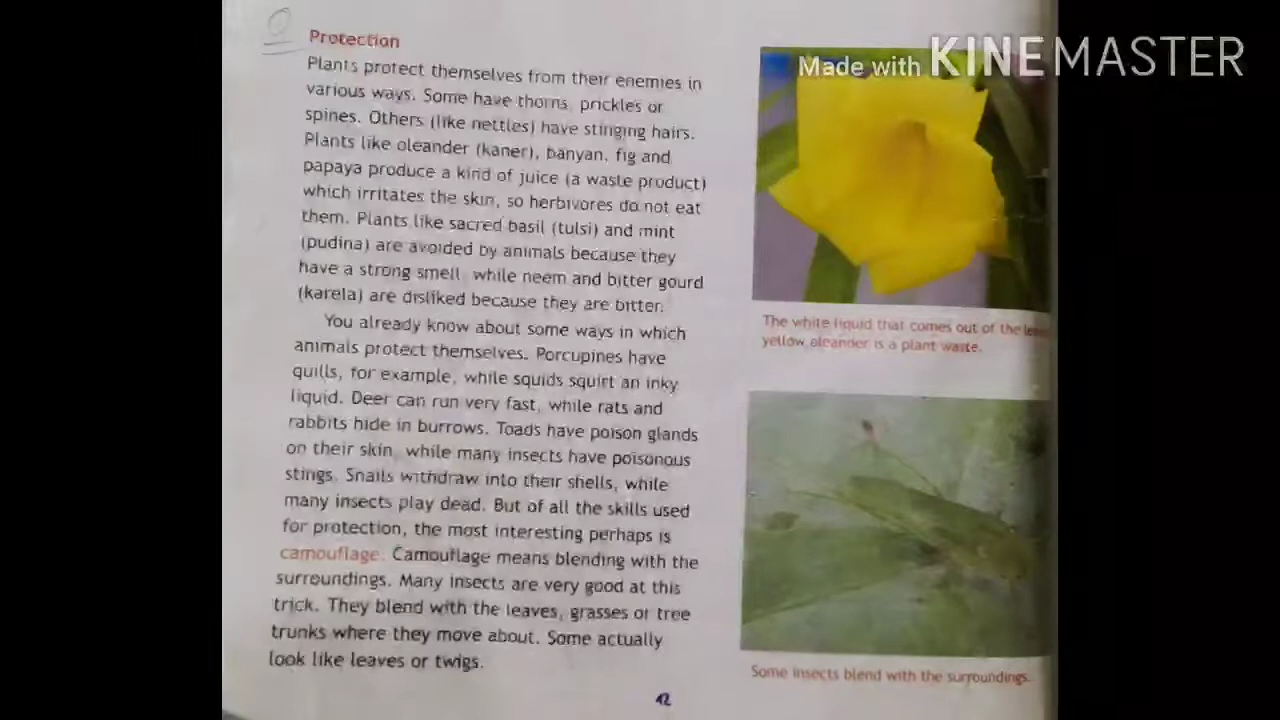 Protection
Plants protect themselves from their enemies in
various ways. Some have thorns, prickles or
spines. Others (like nettles) have stinging hairs.
Plants like oleander (kaner), banyan, fig and
papaya produce a kind of juice (a waste product)
which irritates the skin, so herbivores do not eat
them. Plants like sacred basil (tulsi) and mint
(pudina) are avoided by animals because they
have a strong smell, while neem and bitter gourd
(karela) are disliked because they are bitter.
You already know about some ways in which
animals protect themselves. Porcupines have
quills, for example, while squids squirt an inky
liquid. Deer can run very fast, while rats and
rabbits hide in burrows. Toads have poison glands
on their skin, while many insects have poisonous
stings. Snails withdraw into their shells, while
many insects play dead. But of all the skills used
for protection, the most interesting perhaps is
camouflage. Camouflage means blending with the
surroundings. Many insects are very good at this
trick. They blend with the leaves, grasses or tree
trunks where they move about. Some actually
look like leaves or twigs.
42
Made with KINEMASTER
The white liquid that comes out of the
yellow oleander is a plant waste.
Some insects blend with the surroundings.